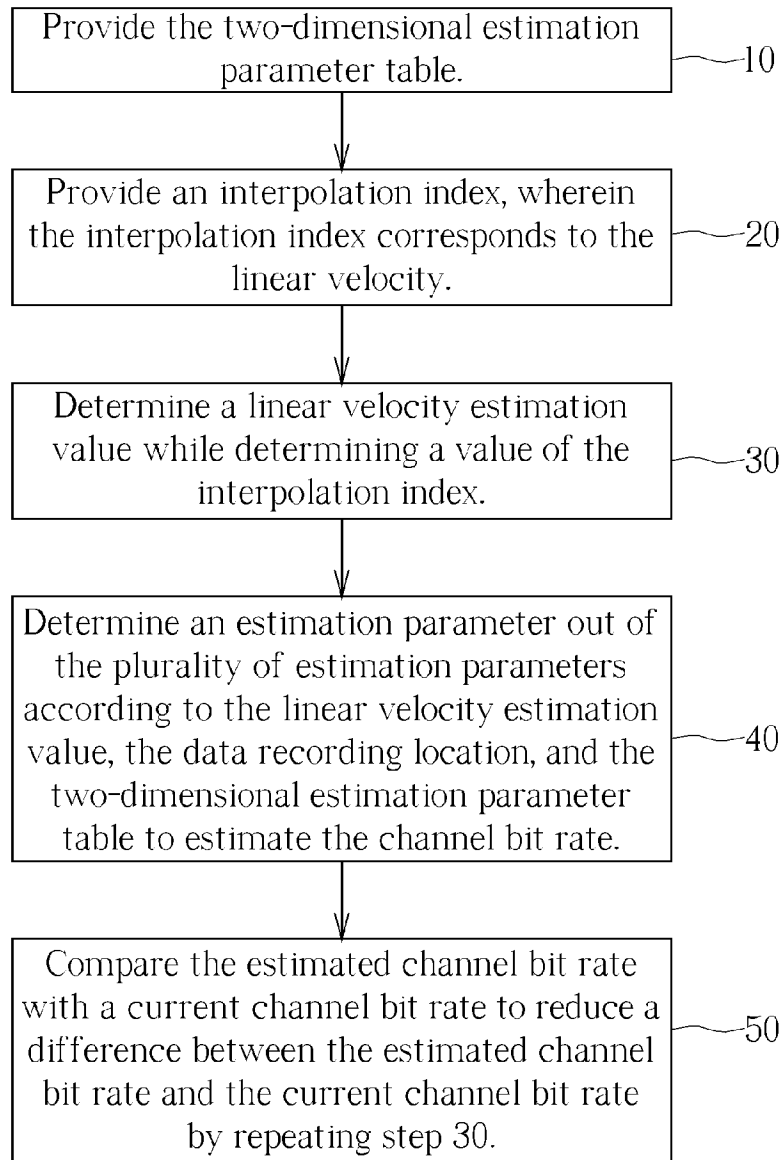 Provide the two-dimensional estimation
parameter table.
10
Provide an interpolation index, wherein
the interpolation index corresponds to the
linear velocity.
20
Determine a linear velocity estimation
value while determining a value of the
interpolation index.
30
Determine an estimation parameter out of
the plurality of estimation parameters
according to the linear velocity estimation
value, the data recording location, and the
two-dimensional estimation parameter
table to estimate the channel bit rate.
40
Compare the estimated channel bit rate
with a current channel bit rate to reduce a
difference between the estimated channel
bit rate and the current channel bit rate
by repeating step 30.
50